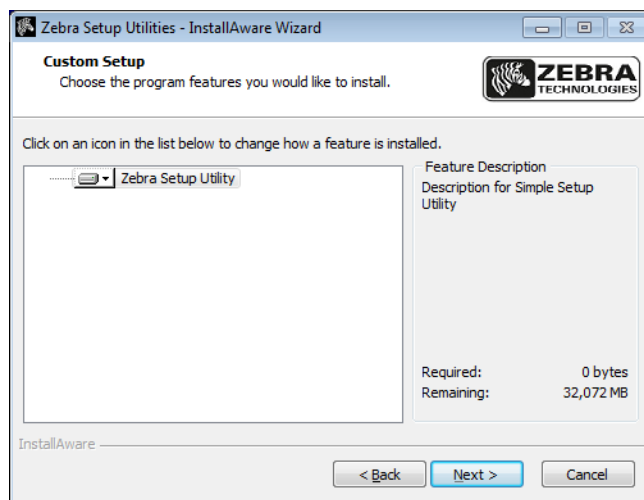 Zebra Setup Utilities - InstallAware Wizard
Custom Setup
Choose the program features you would like to install.
ZEBRA
TECHNOLOGIES
Click on an icon in the list below to change how a feature is installed.
Zebra Setup Utility
Feature Description
Description for Simple Setup
Utility
Required: 0 bytes
Remaining: 32,072 MB
InstallAware
< Back Next > Cancel